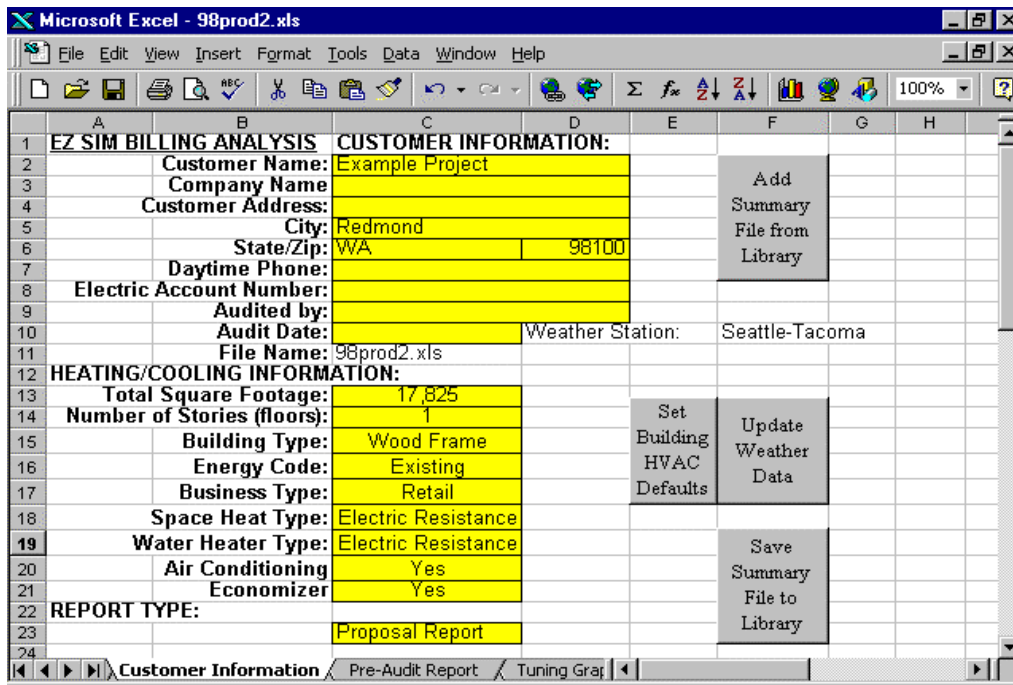 Microsoft Excel - 98prod2.xls
File Edit View Insert Format Tools Data Window Help
ABC 100%
A B C D E F G H
1 EZ SIM BILLING ANALYSIS CUSTOMER INFORMATION:
2 Customer Name: Example Project
3 Company Name
4 Customer Address:
5 City: Redmond
6 State/Zip: WA 98100
7 Daytime Phone:
8 Electric Account Number:
9 Audited by:
10 Audit Date: Weather Station: Seattle-Tacoma
11 File Name: 98prod2.xls
12 HEATING/COOLING INFORMATION:
13 Total Square Footage: 17,825
14 Number of Stories (floors): 1
15 Building Type: Wood Frame
16 Energy Code: Existing
17 Business Type: Retail
18 Space Heat Type: Electric Resistance
19 Water Heater Type: Electric Resistance
20 Air Conditioning Yes
21 Economizer Yes
22 REPORT TYPE:
23 Proposal Report
24
Add
Summary
File from
Library
Set
Building
HVAC
Defaults
Update
Weather
Data
Save
Summary
File to
Library
Customer Information Pre-Audit Report Tuning Grap